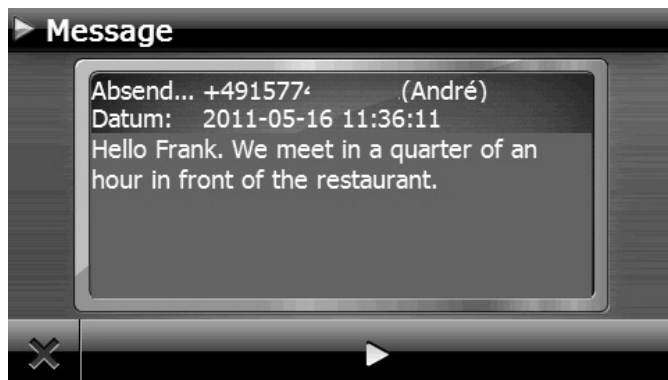 Message
Absend... +491577 (André)
Datum: 2011-05-16 11:36:11
Hello Frank. We meet in a quarter of an
hour in front of the restaurant.